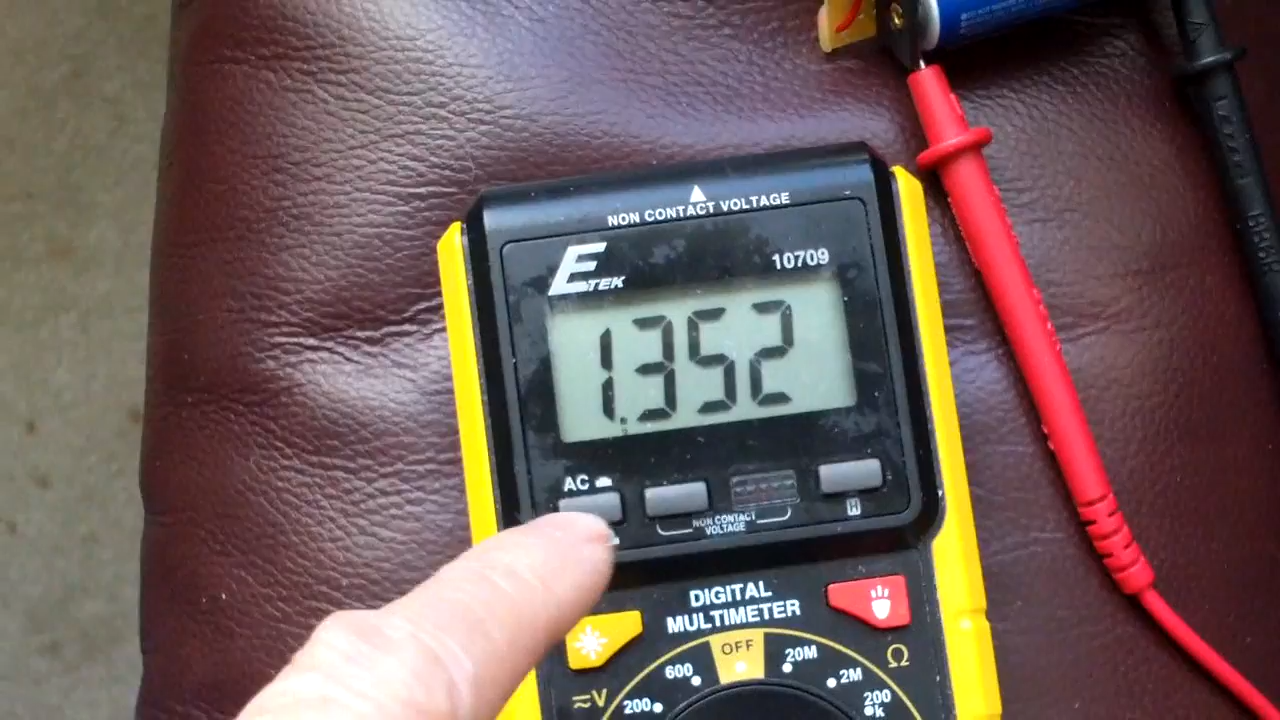 NON CONTACT VOLTAGE
ETEK
10709
1.352
AC
NON CONTACT
VOLTAGE
H
DIGITAL
MULTIMETER
OFF
600
20M
Ω
2M
V
200
200
k